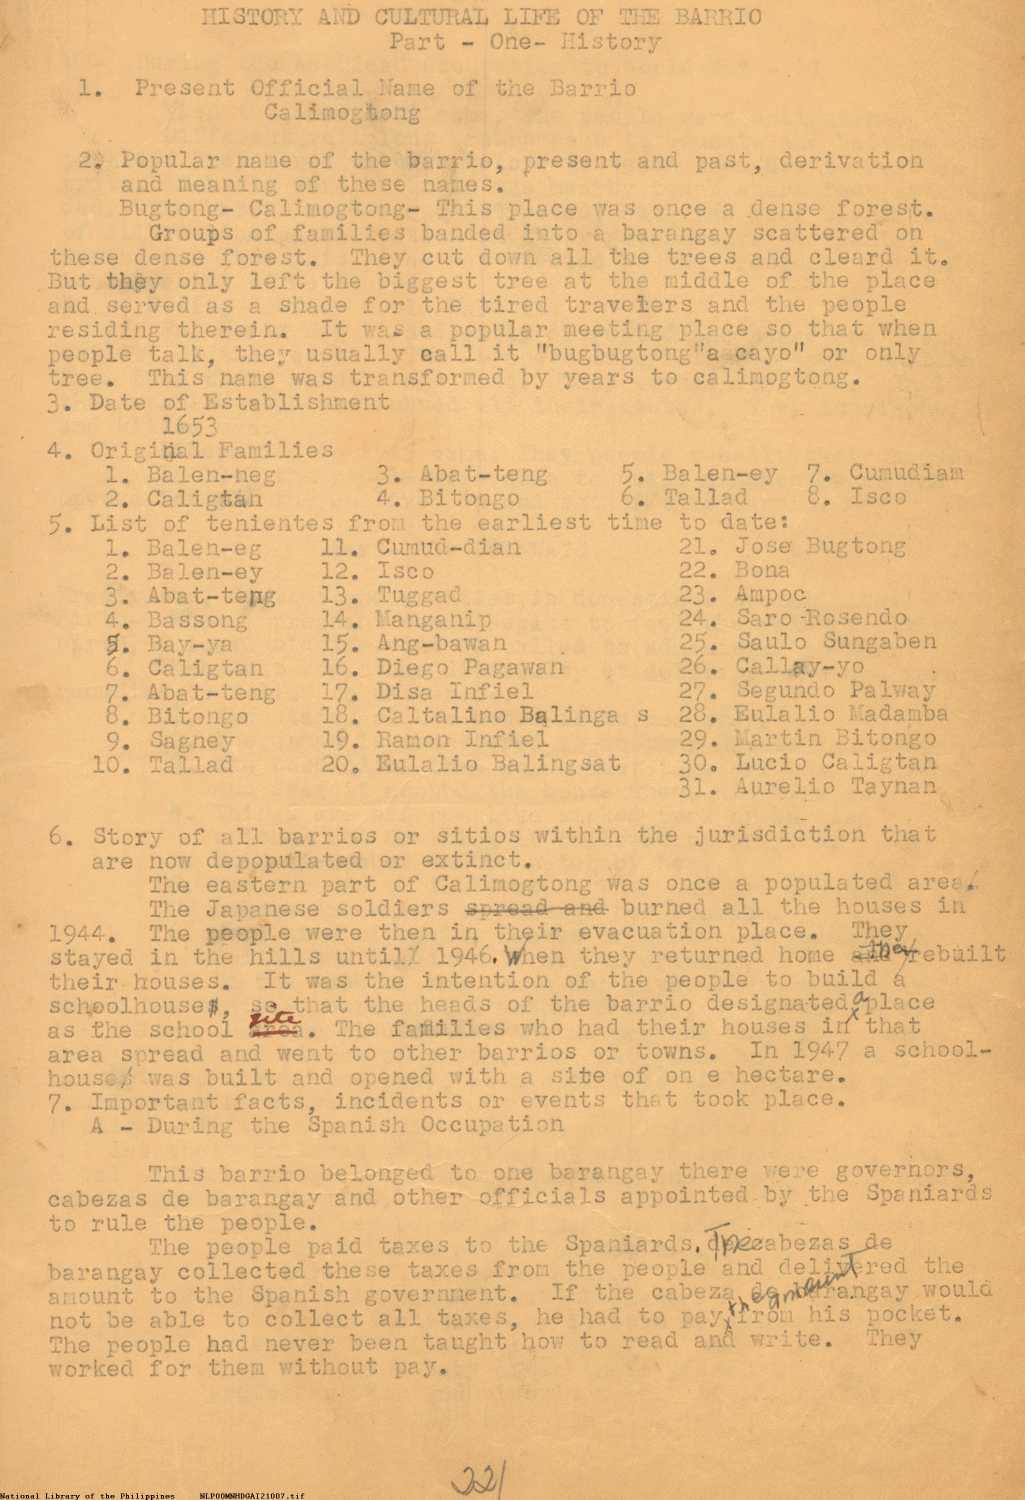 HISTORY AND CULTURAL LIFE OF THE BARRIO
Part - One- History
1. Present Official Name of the Barrio
Calimogtong
2. Popular name of the barrio, present and past, derivation
and meaning of these names.
Bugtong- Calimogtong- This place was once a dense forest.
Groups of families banded into a barangay scattered on
these dense forest. They cut down all the trees and cleard it.
But they only left the biggest tree at the middle of the place
and served as a shade for the tired travelers and the people
residing therein. It was a popular meeting place so that when
people talk, they usually call it "bugbugtong"a cayo" or only
tree. This name was transformed by years to calimogtong.
3. Date of Establishment
1653
4. Original Families
1. Balen-neg 3. Abat-teng 5. Balen-ey 7. Cumudiam
2. Caligtan 4. Bitongo 6. Tallad 8. Isco
5. List of tenientes from the earliest time to date:
1. Balen-eg 11. Cumud-dian 21. Jose Bugtong
2. Balen-ey 12. Isco 22. Bona
3. Abat-teng 13. Tuggad 23. Ampoc
4. Bassong 14. Manganip 24. Saro-Rosendo
5. Bay-ya 15. Ang-bawan 25. Saulo Sungaben
6. Caligtan 16. Diego Pagawan 26. Callay-yo
7. Abat-teng 17. Disa Infiel 27. Segundo Palway
8. Bitongo 18. Caltalino Balinga s 28. Eulalio Madamba
9. Sagney 19. Ramon Infiel 29. Martin Bitongo
10. Tallad 20. Eulalio Balingsat 30. Lucio Caligtan
31. Aurelio Taynan
6. Story of all barrios or sitios within the jurisdiction that
are now depopulated or extinct.
The eastern part of Calimogtong was once a populated area.
The Japanese soldiers spread and burned all the houses in
1944. The people were then in their evacuation place. They
stayed in the hills until 1946. When they returned home and they rebuilt
their houses. It was the intention of the people to build a
schoolhouse, so that the heads of the barrio designated a place
as the school area site. The families who had their houses in that
area spread and went to other barrios or towns. In 1947 a school-
house was built and opened with a site of on e hectare.
7. Important facts, incidents or events that took place.
A - During the Spanish Occupation
This barrio belonged to one barangay there were governors,
cabezas de barangay and other officials appointed by the Spaniards
to rule the people.
The people paid taxes to the Spaniards. The cabezas de
barangay collected these taxes from the people and delivered the
amount to the Spanish government. If the cabeza de barangay would
not be able to collect all taxes, he had to pay the amount from his pocket.
The people had never been taught how to read and write. They
worked for them without pay.
221
National Library of the Philippines NLPOOMNHDGAI21007.tif